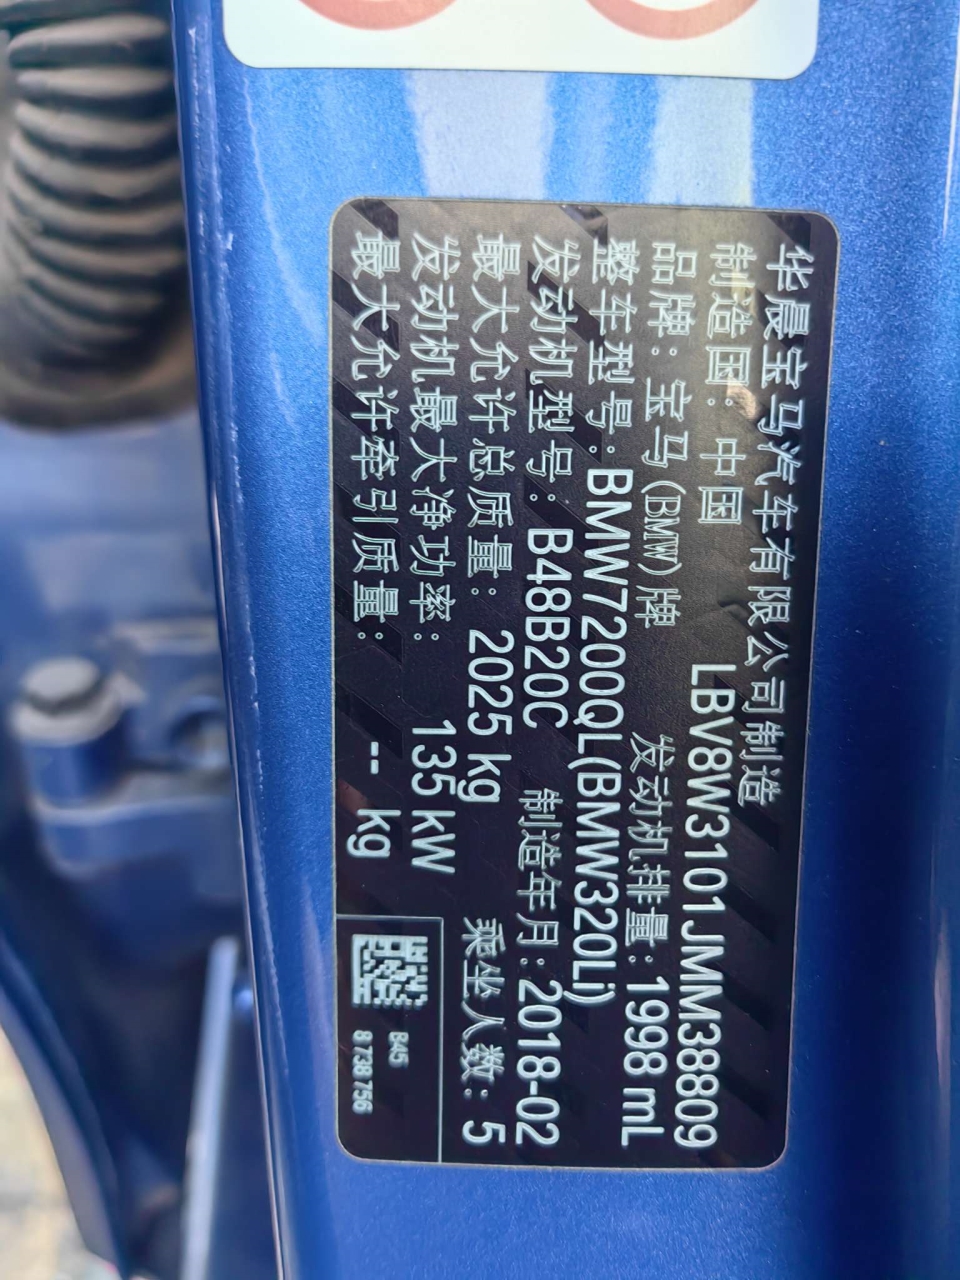 华晨宝马汽车有限公司制造
制造国：中国 LBV8W3101JMM38809
品牌：宝马(BMW)牌 发动机排量：1998 mL
整车型号：BMW7200QL(BMW320Li)
发动机型号：B48B20C 制造年月：2018-02
最大允许总质量：2025 kg 乘坐人数：5
发动机最大净功率：135 kW
最大允许牵引质量：-- kg
B45
8 738 756